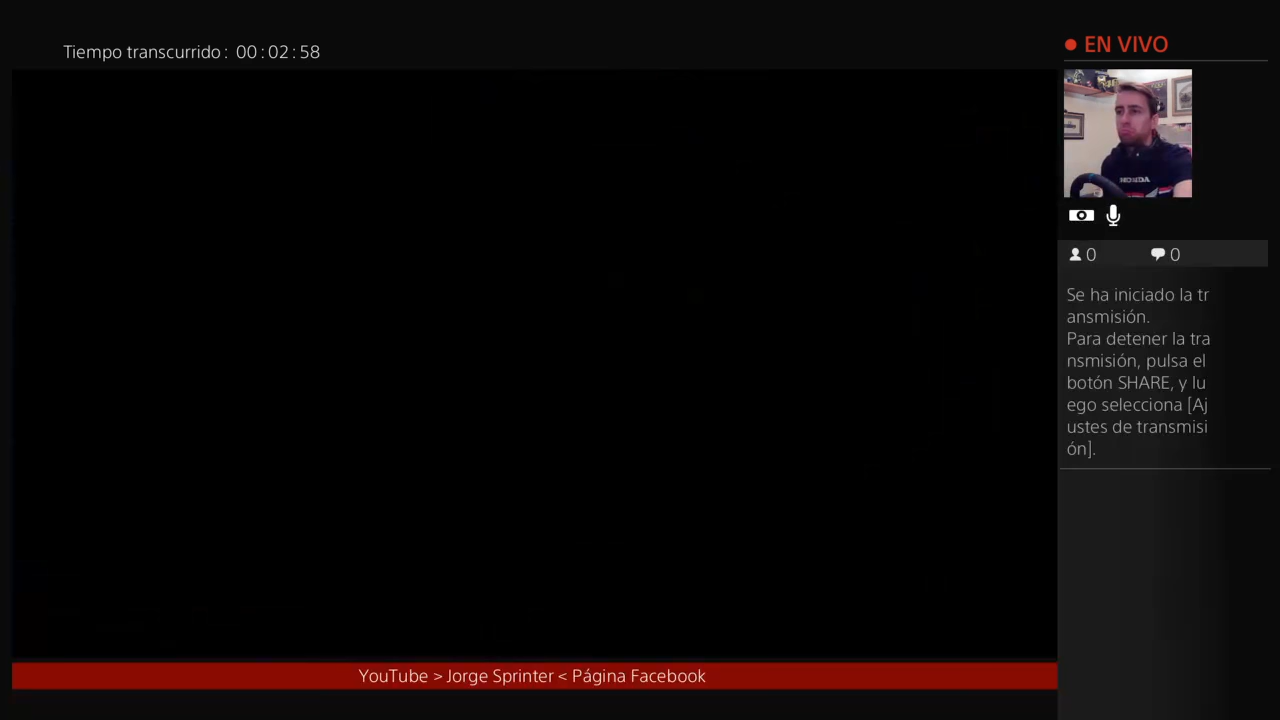 Tiempo transcurrido : 00 : 02 : 58
EN VIVO
HONDA
0
0
Se ha iniciado la tr
ansmisión.
Para detener la tra
nsmisión, pulsa el
botón SHARE, y lu
ego selecciona [Aj
ustes de transmisi
ón].
YouTube > Jorge Sprinter < Página Facebook